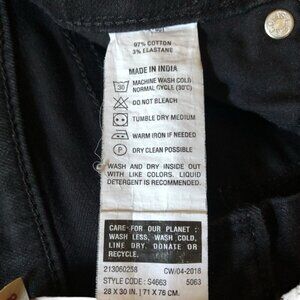 97% COTTON
3% ELASTANE
MADE IN INDIA
30
MACHINE WASH COLD
NORMAL CYCLE (30°C)
DO NOT BLEACH
TUMBLE DRY MEDIUM
WARM IRON IF NEEDED
P
DRY CLEAN POSSIBLE
WASH AND DRY INSIDE OUT
WITH LIKE COLORS. LIQUID
DETERGENT IS RECOMMENDED.
CARE FOR OUR PLANET :
WASH LESS, WASH COLD,
LINE DRY, DONATE OR
RECYCLE.
213060258 CW/04-2018
STYLE CODE : S4663 5063
28 X 30 IN. | 71 X 76 CM.